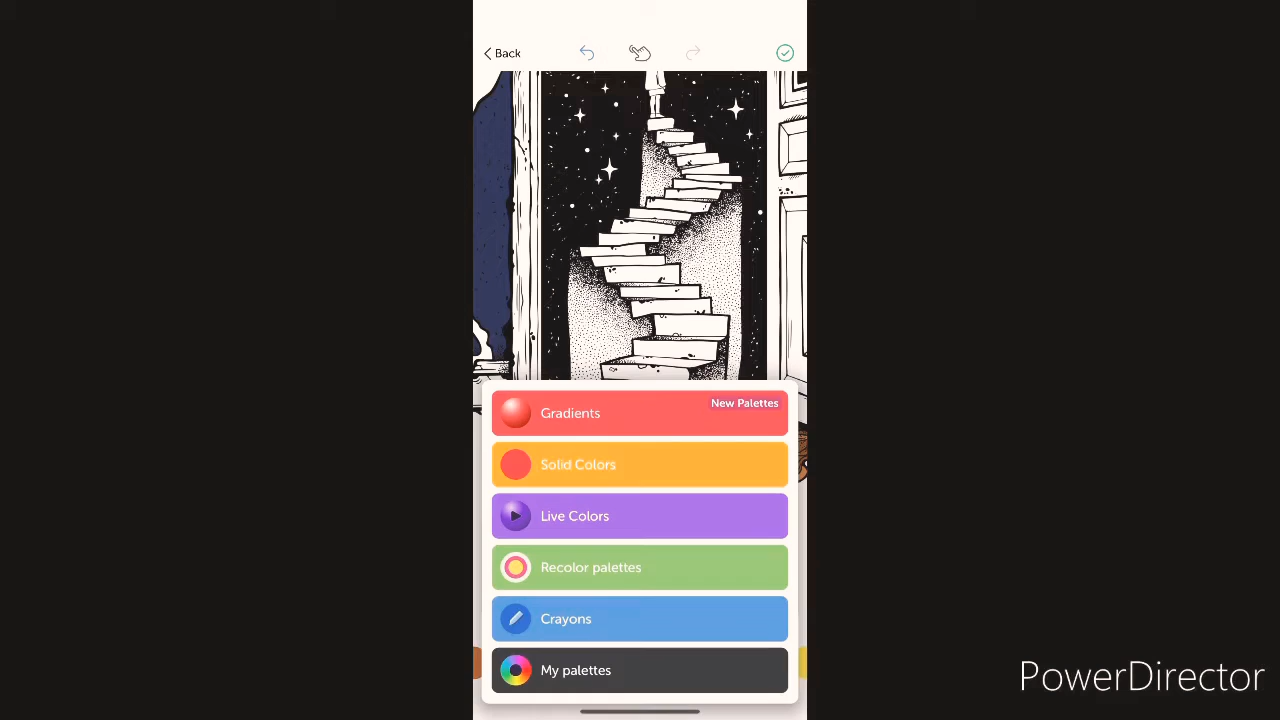 Back
New Palettes
Gradients
Solid Colors
Live Colors
Recolor palettes
Crayons
My palettes
PowerDirector